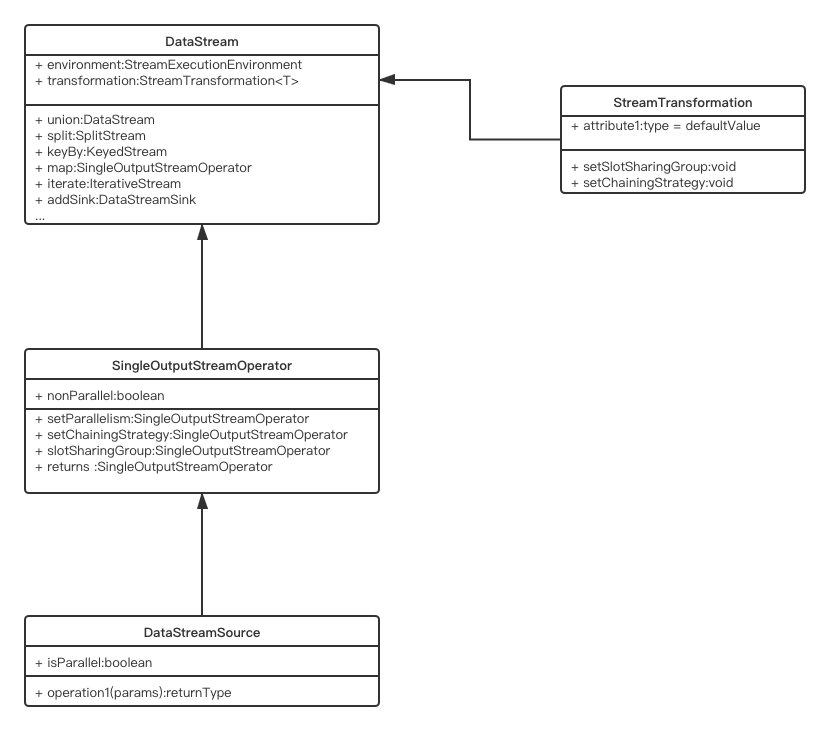 DataStream
+ environment:StreamExecutionEnvironment
+ transformation:StreamTransformation<T>
+ union:DataStream
+ split:SplitStream
+ keyBy:KeyedStream
+ map:SingleOutputStreamOperator
+ iterate:IterativeStream
+ addSink:DataStreamSink
...
StreamTransformation
+ attribute1:type = defaultValue
+ setSlotSharingGroup:void
+ setChainingStrategy:void
SingleOutputStreamOperator
+ nonParallel:boolean
+ setParallelism:SingleOutputStreamOperator
+ setChainingStrategy:SingleOutputStreamOperator
+ slotSharingGroup:SingleOutputStreamOperator
+ returns :SingleOutputStreamOperator
DataStreamSource
+ isParallel:boolean
+ operation1(params):returnType